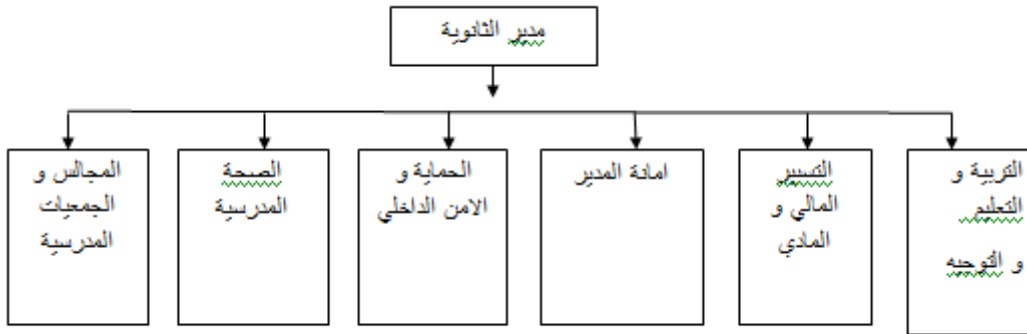 مدير الثانوية
التربية و
التعليم
و التوجيه
التسيير
المالي و
المادي
امانة المدير
الحماية و
الامن الداخلي
الصحة
المدرسية
المجالس و
الجمعيات
المدرسية